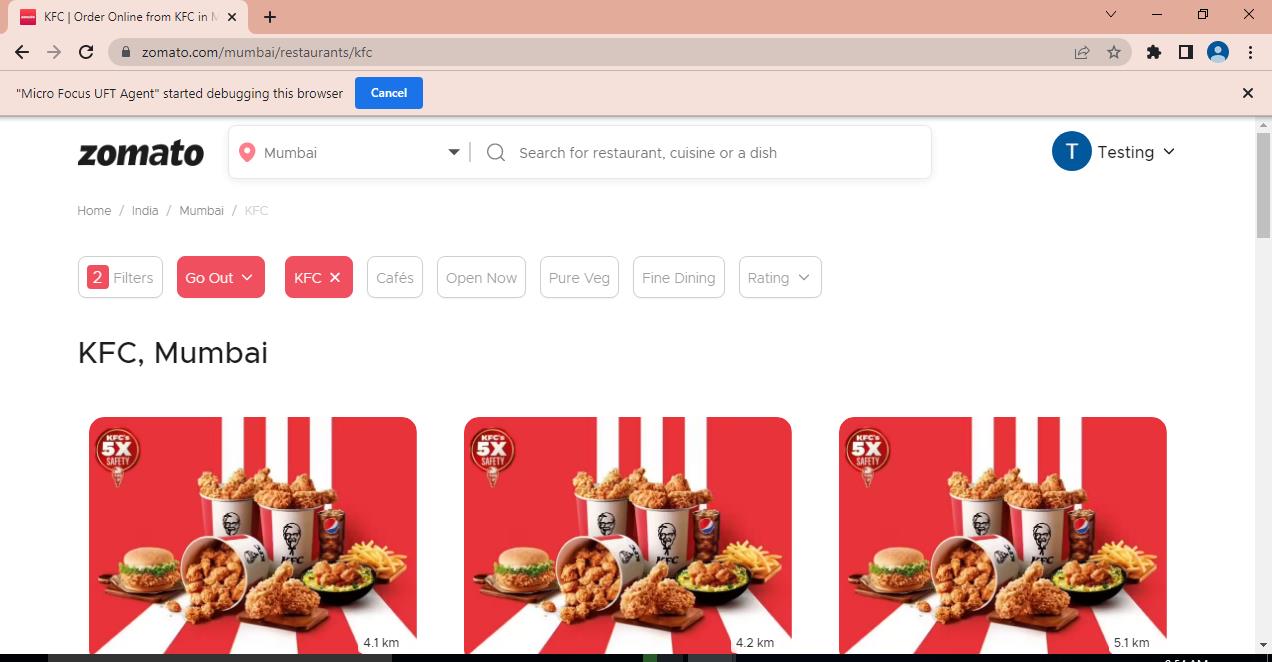 KFC | Order Online from KFC in M
zomato.com/mumbai/restaurants/kfc
"Micro Focus UFT Agent" started debugging this browser Cancel
zomato Mumbai Search for restaurant, cuisine or a dish T Testing
Home / India / Mumbai / KFC
2 Filters Go Out KFC Cafés Open Now Pure Veg Fine Dining Rating
KFC, Mumbai
KFC's KFC's KFC's
5X 5X 5X
SAFETY SAFETY SAFETY
KFC KFC KFC
4.1 km 4.2 km 5.1 km